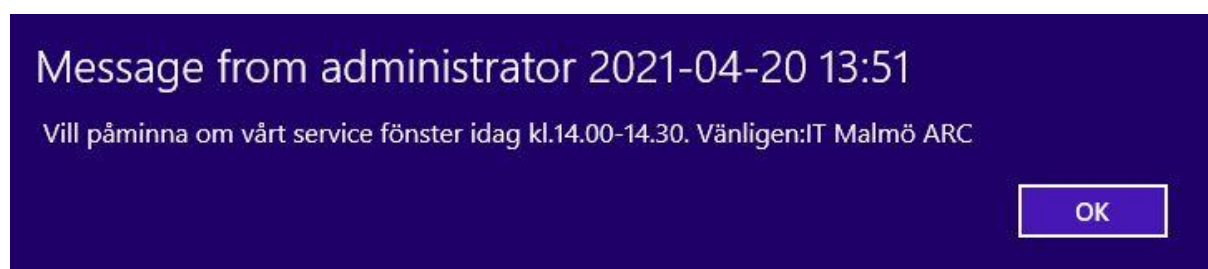 Message from administrator 2021-04-20 13:51
Vill påminna om vårt service fönster idag kl.14.00-14.30. Vänligen:IT Malmö ARC
OK